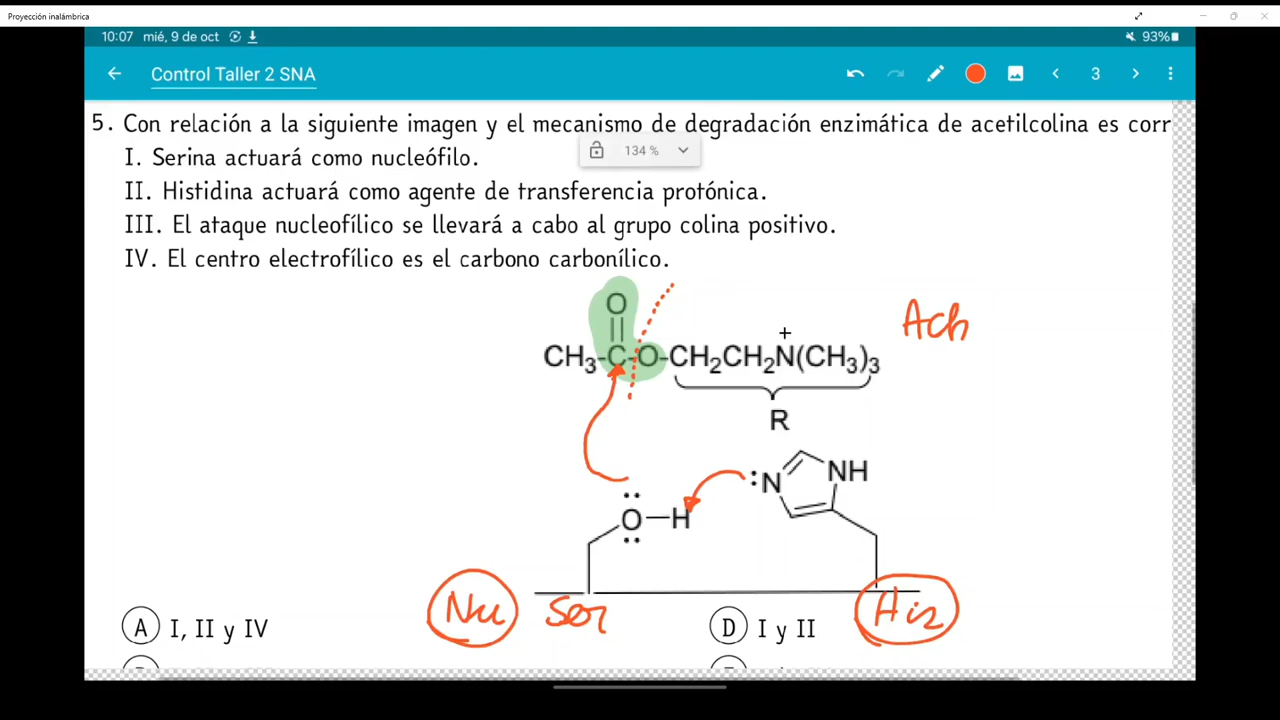 Proyección inalámbrica
10:07 mié, 9 de oct 93%
Control Taller 2 SNA 3
5. Con relación a la siguiente imagen y el mecanismo de degradación enzimática de acetilcolina es corr
134 %
I. Serina actuará como nucleófilo.
II. Histidina actuará como agente de transferencia protónica.
III. El ataque nucleofílico se llevará a cabo al grupo colina positivo.
IV. El centro electrofílico es el carbono carbonílico.
O
+
Ach
CH3-C-O-CH2CH2N(CH3)3
R
:N NH
O—H
Nu Ser His
A I, II y IV
D I y II